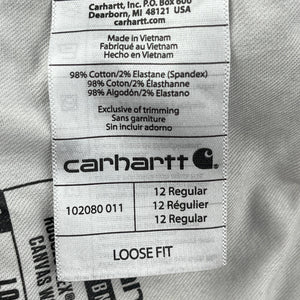 Carhartt, Inc. P.O. Box 600
Dearborn, MI 48121 USA
carhartt.com
Made in Vietnam
Fabriqué au Vietnam
Hecho en Vietnam
98% Cotton/2% Elastane (Spandex)
98% Coton/2% Élasthanne
98% Algodón/2% Elastano
Exclusive of trimming
Sans garniture
Sin incluir adorno
carhartt
102080 011
12 Regular
12 Régulier
12 Regular
LOOSE FIT
CANVAS